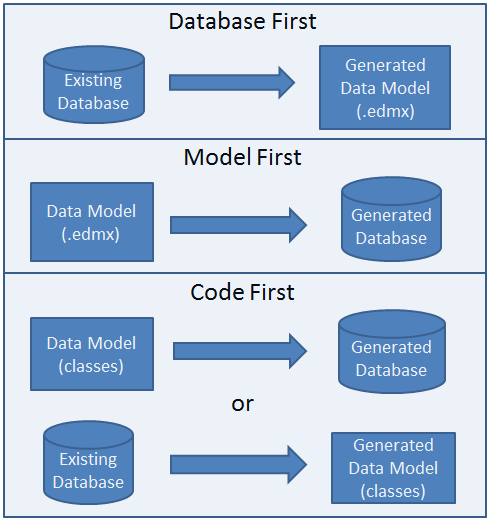 Database First
Existing
Database
Generated
Data Model
(.edmx)
Model First
Data Model
(.edmx)
Generated
Database
Code First
Data Model
(classes)
Generated
Database
or
Existing
Database
Generated
Data Model
(classes)